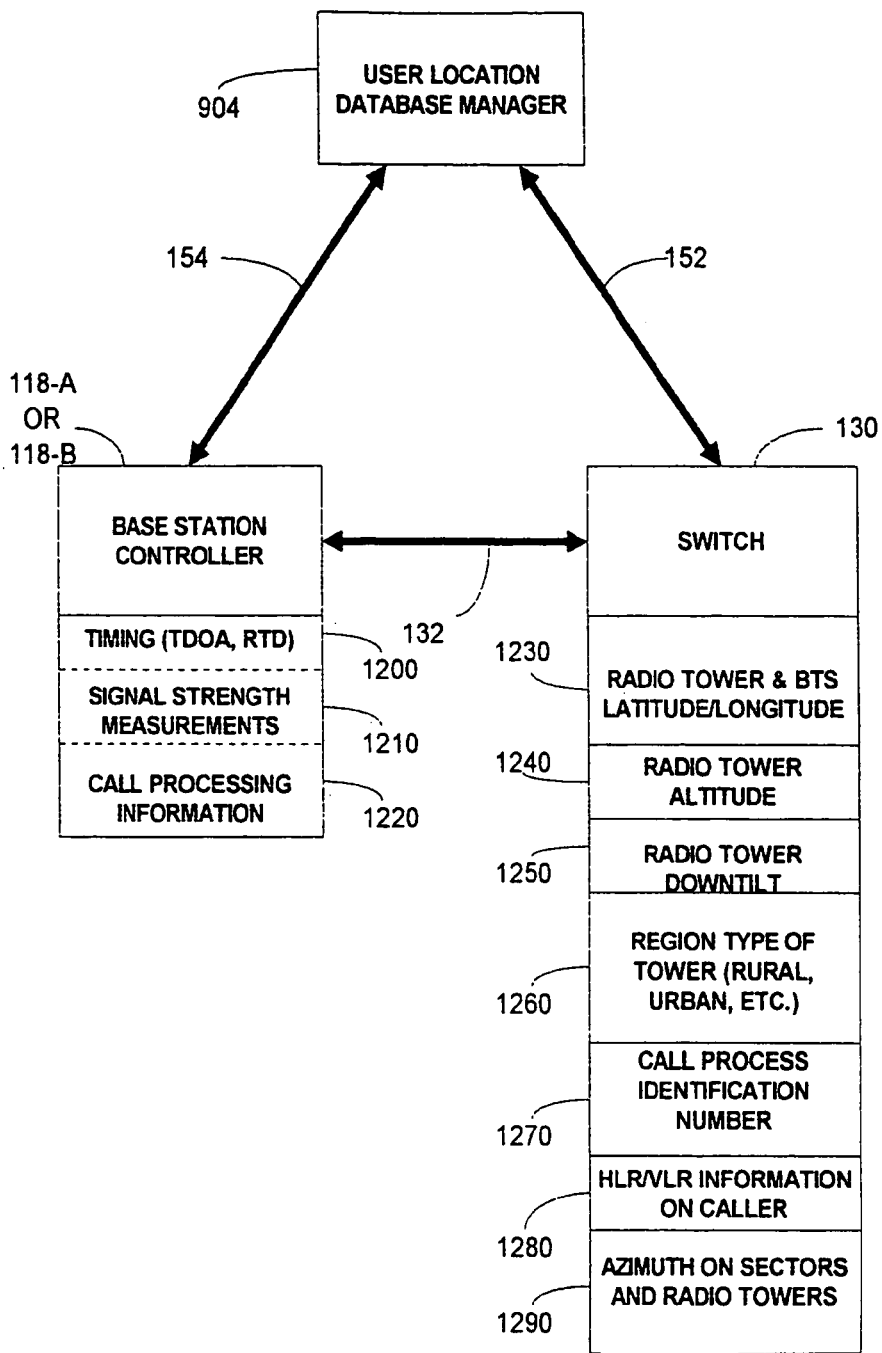 USER LOCATION
DATABASE MANAGER
904
154
152
118-A
OR
118-B
130
BASE STATION
CONTROLLER
SWITCH
132
TIMING (TDOA, RTD)
1200
SIGNAL STRENGTH
MEASUREMENTS
1210
CALL PROCESSING
INFORMATION
1220
1230
RADIO TOWER & BTS
LATITUDE/LONGITUDE
1240
RADIO TOWER
ALTITUDE
1250
RADIO TOWER
DOWNTILT
1260
REGION TYPE OF
TOWER (RURAL,
URBAN, ETC.)
1270
CALL PROCESS
IDENTIFICATION
NUMBER
1280
HLR/VLR INFORMATION
ON CALLER
1290
AZIMUTH ON SECTORS
AND RADIO TOWERS